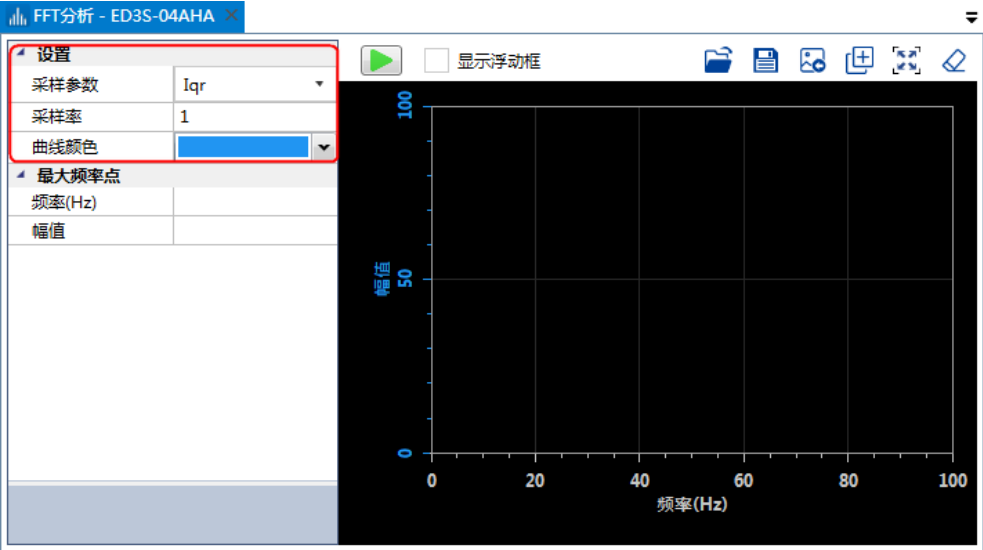 FFT分析 - ED3S-04AHA
设置
采样参数 Iqr
采样率 1
曲线颜色
最大频率点
频率(Hz)
幅值
显示浮动框
100
50
0
幅值
0 20 40 60 80 100
频率(Hz)